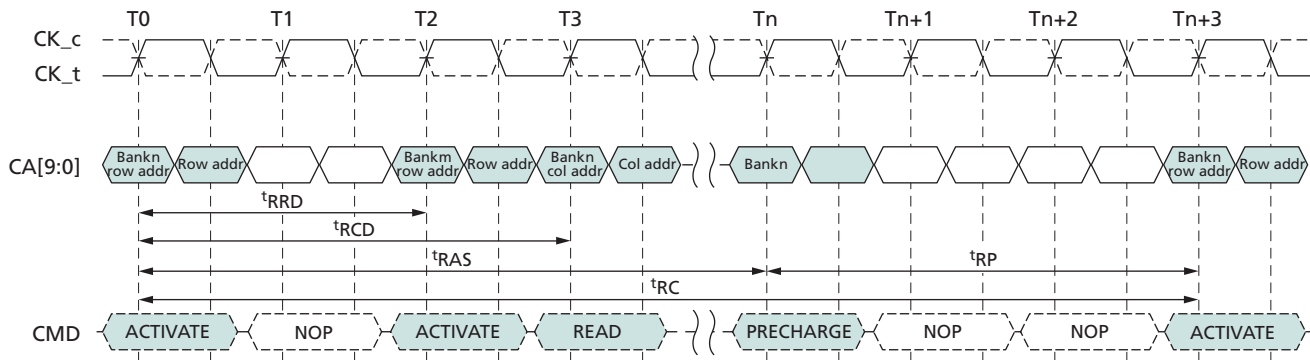 T0 T1 T2 T3 Tn Tn+1 Tn+2 Tn+3
CK_c
CK_t
CA[9:0]
Bankn
row addr
Row addr
Bankm
row addr
Row addr
Bankn
col addr
Col addr
Bankn
Bankn
row addr
Row addr
tRRD
tRCD
tRAS
tRP
tRC
CMD ACTIVATE NOP ACTIVATE READ PRECHARGE NOP NOP ACTIVATE